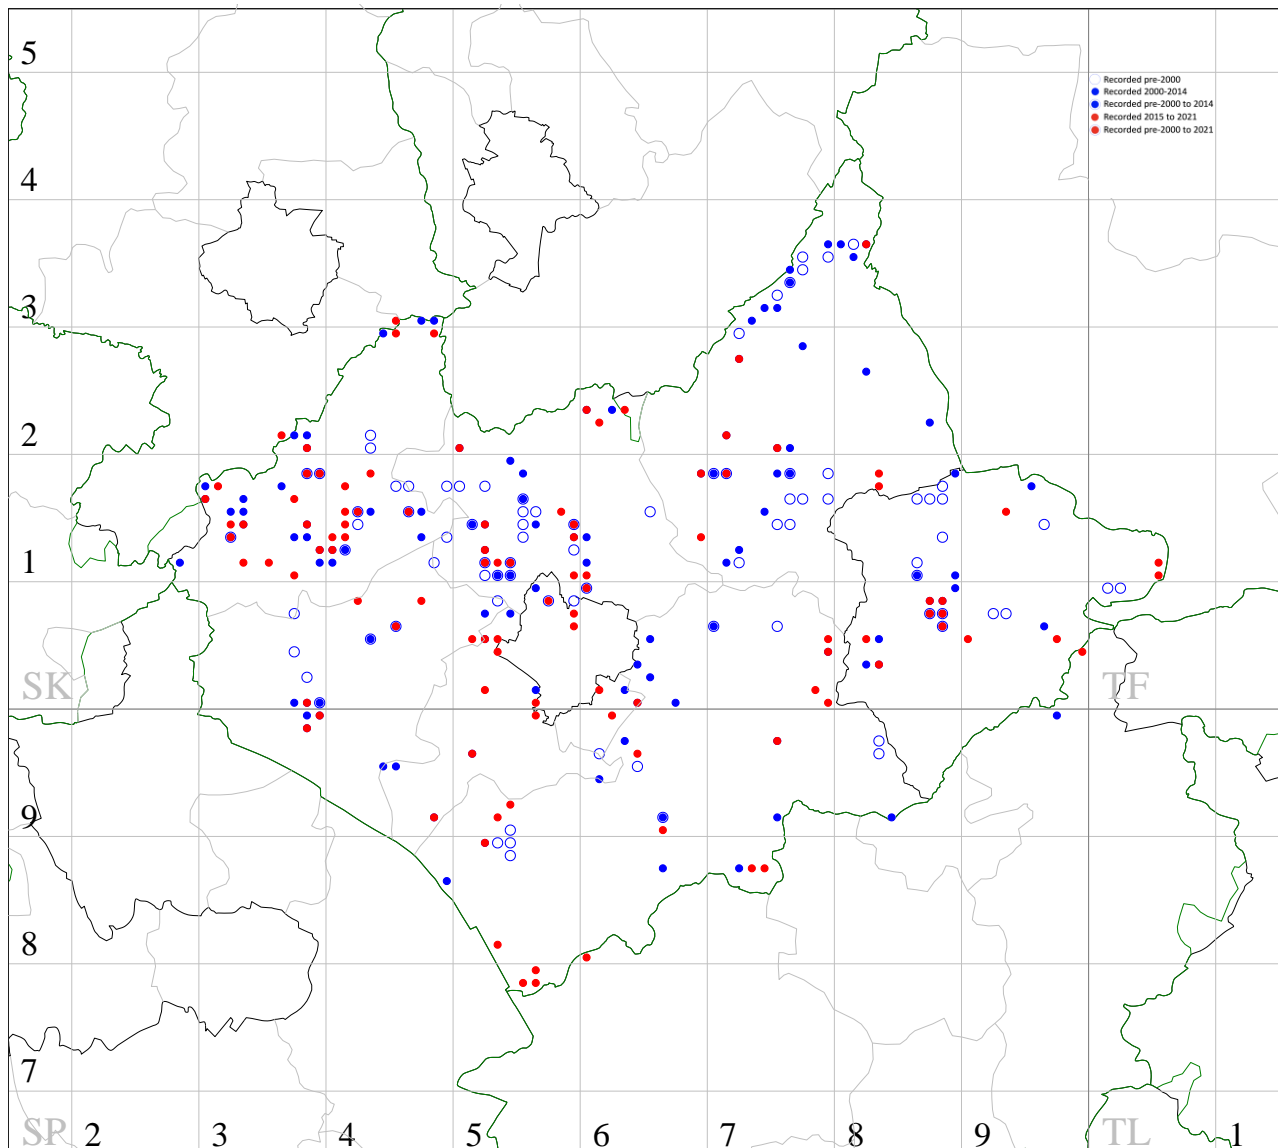 5
Recorded pre-2000
Recorded 2000-2014
Recorded pre-2000 to 2014
Recorded 2015 to 2021
Recorded pre-2000 to 2021
4
3
2
1
SK TF
9
8
7
SP 2 3 4 5 6 7 8 9 TL 1